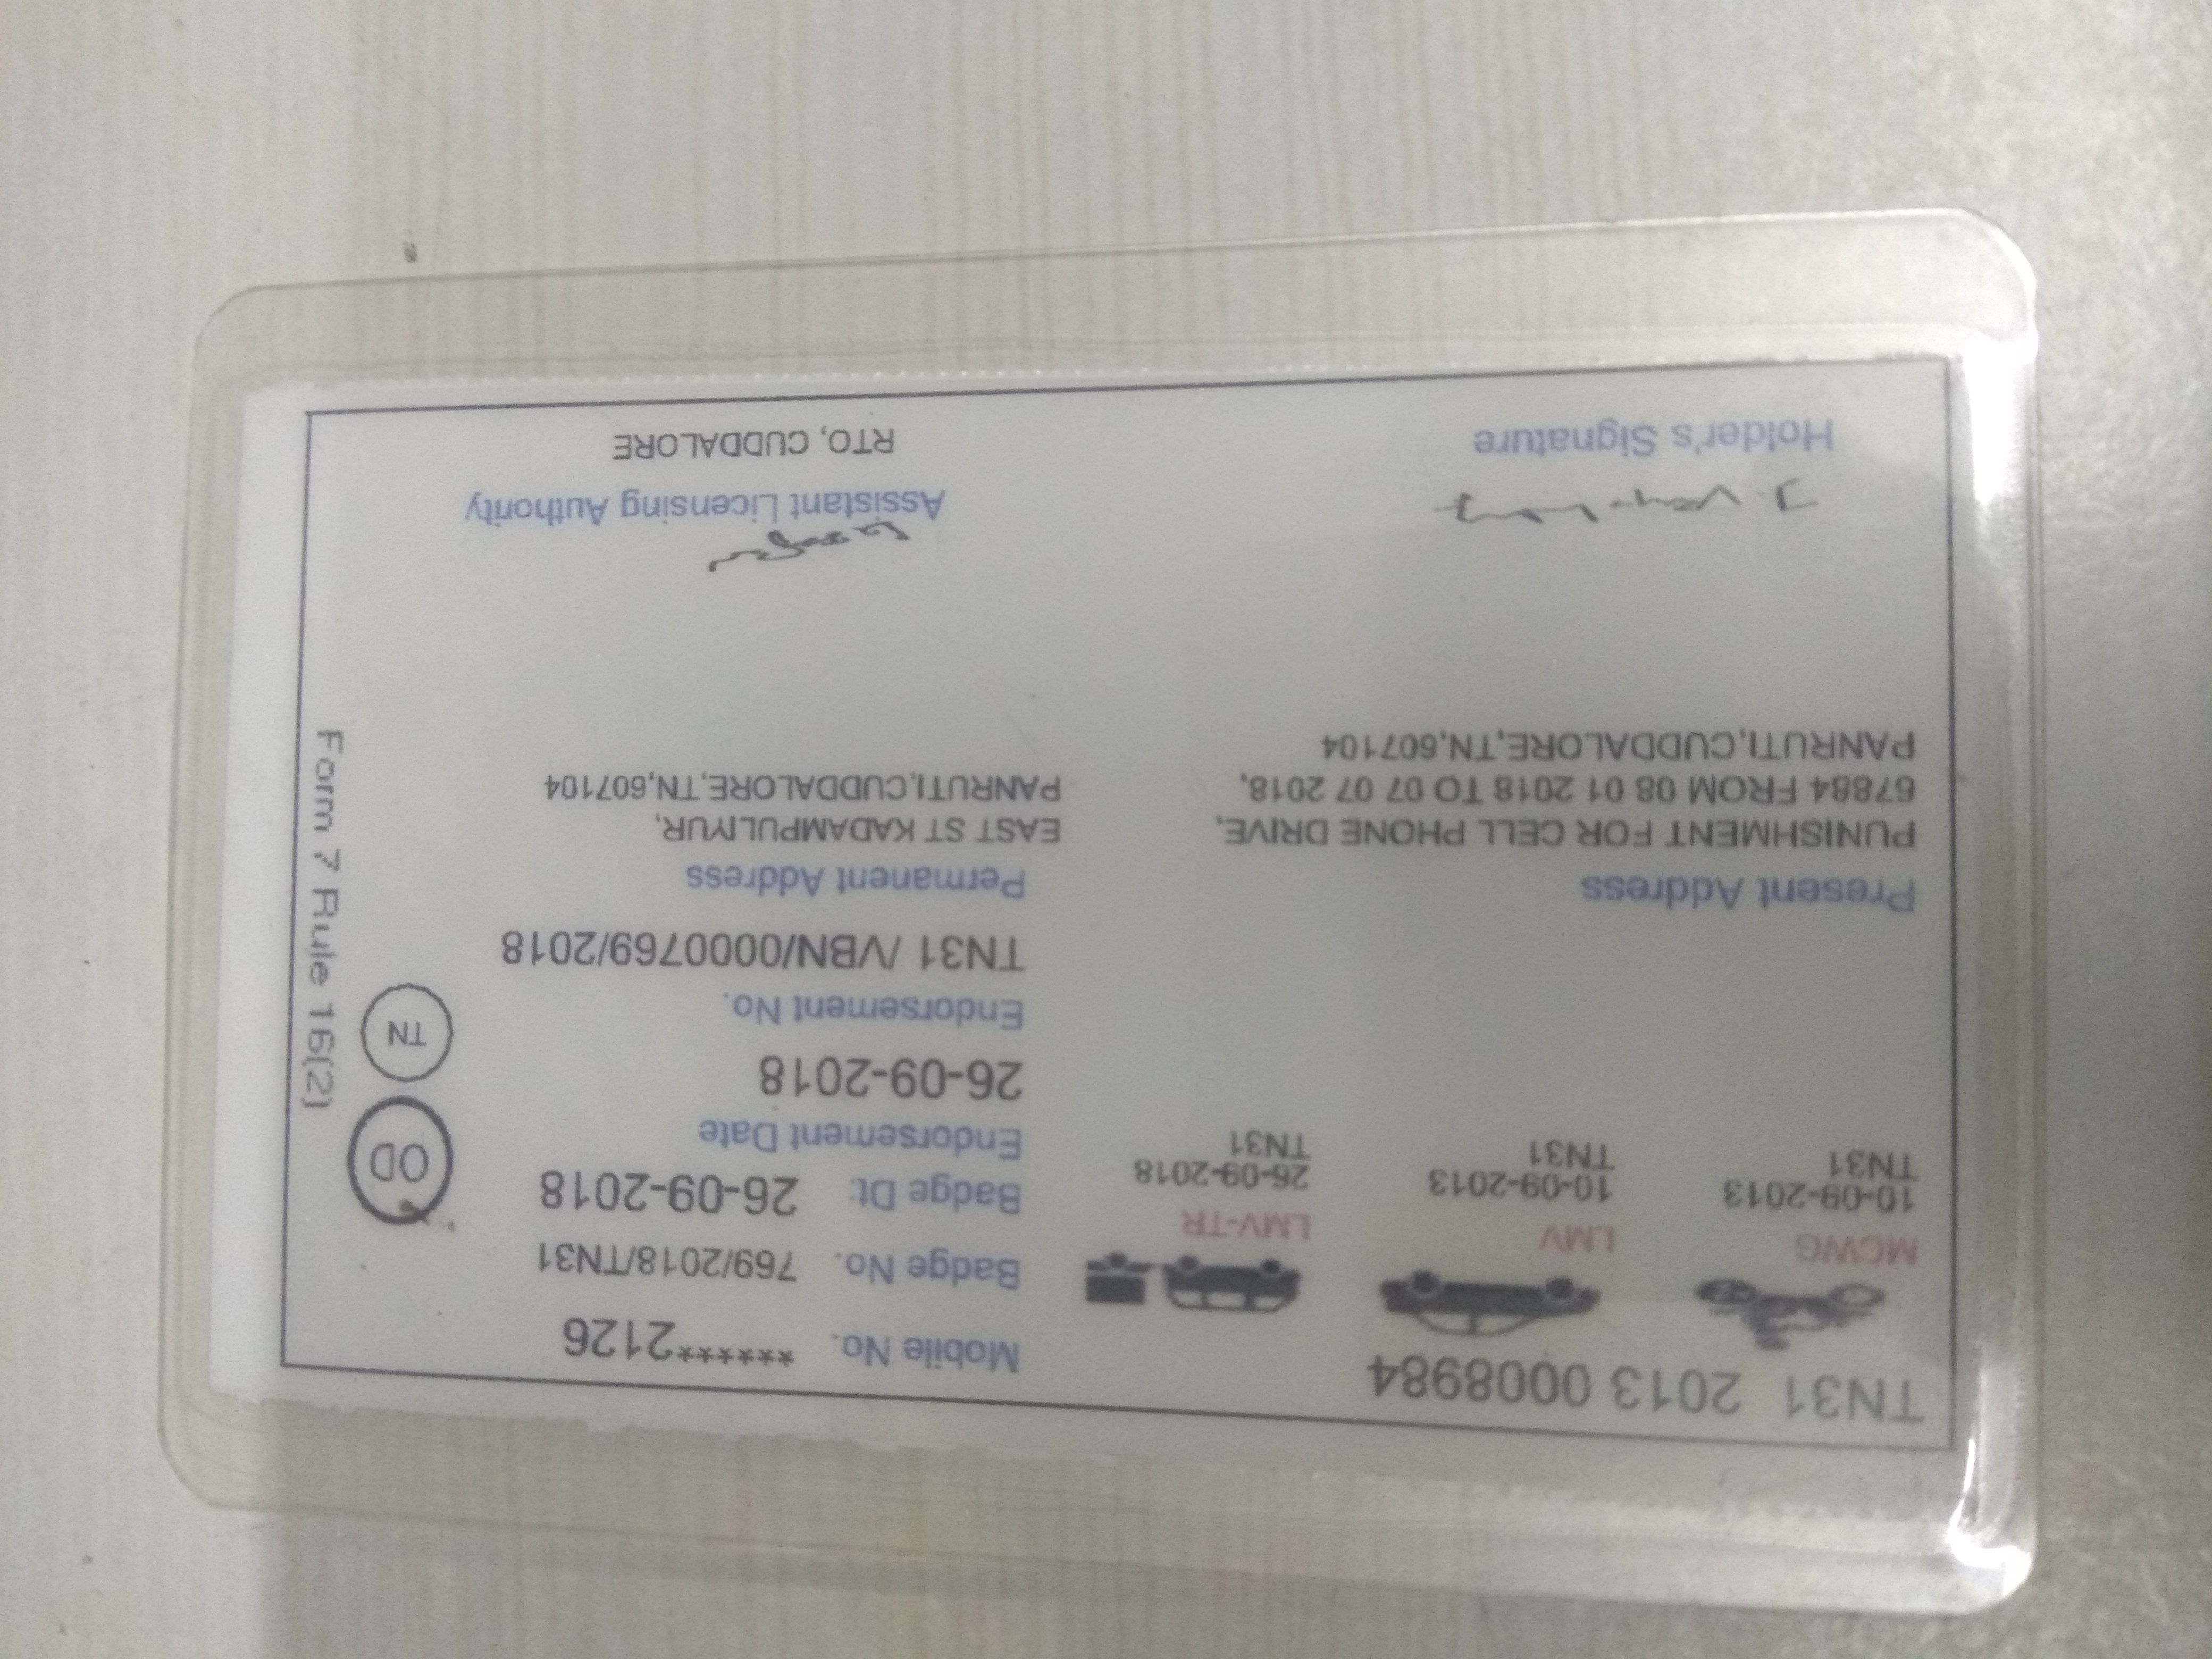 TN31 2013 0008984
MCWG
10-09-2013
TN31
LMV
10-09-2013
TN31
LMV-TR
26-09-2018
TN31
Mobile No. ******2126
Badge No. 769/2018/TN31
Badge Dt: 26-09-2018
Endorsement Date
26-09-2018
Endorsement No.
TN31 /VBN/0000769/2018
OD
TN
Form 7 Rule 16(2)
Present Address
PUNISHMENT FOR CELL PHONE DRIVE,
67884 FROM 08 01 2018 TO 07 07 2018,
PANRUTI,CUDDALORE,TN,607104
Permanent Address
EAST ST KADAMPULIYUR,
PANRUTI,CUDDALORE,TN,607104
Holder's Signature
Assistant Licensing Authority
RTO, CUDDALORE